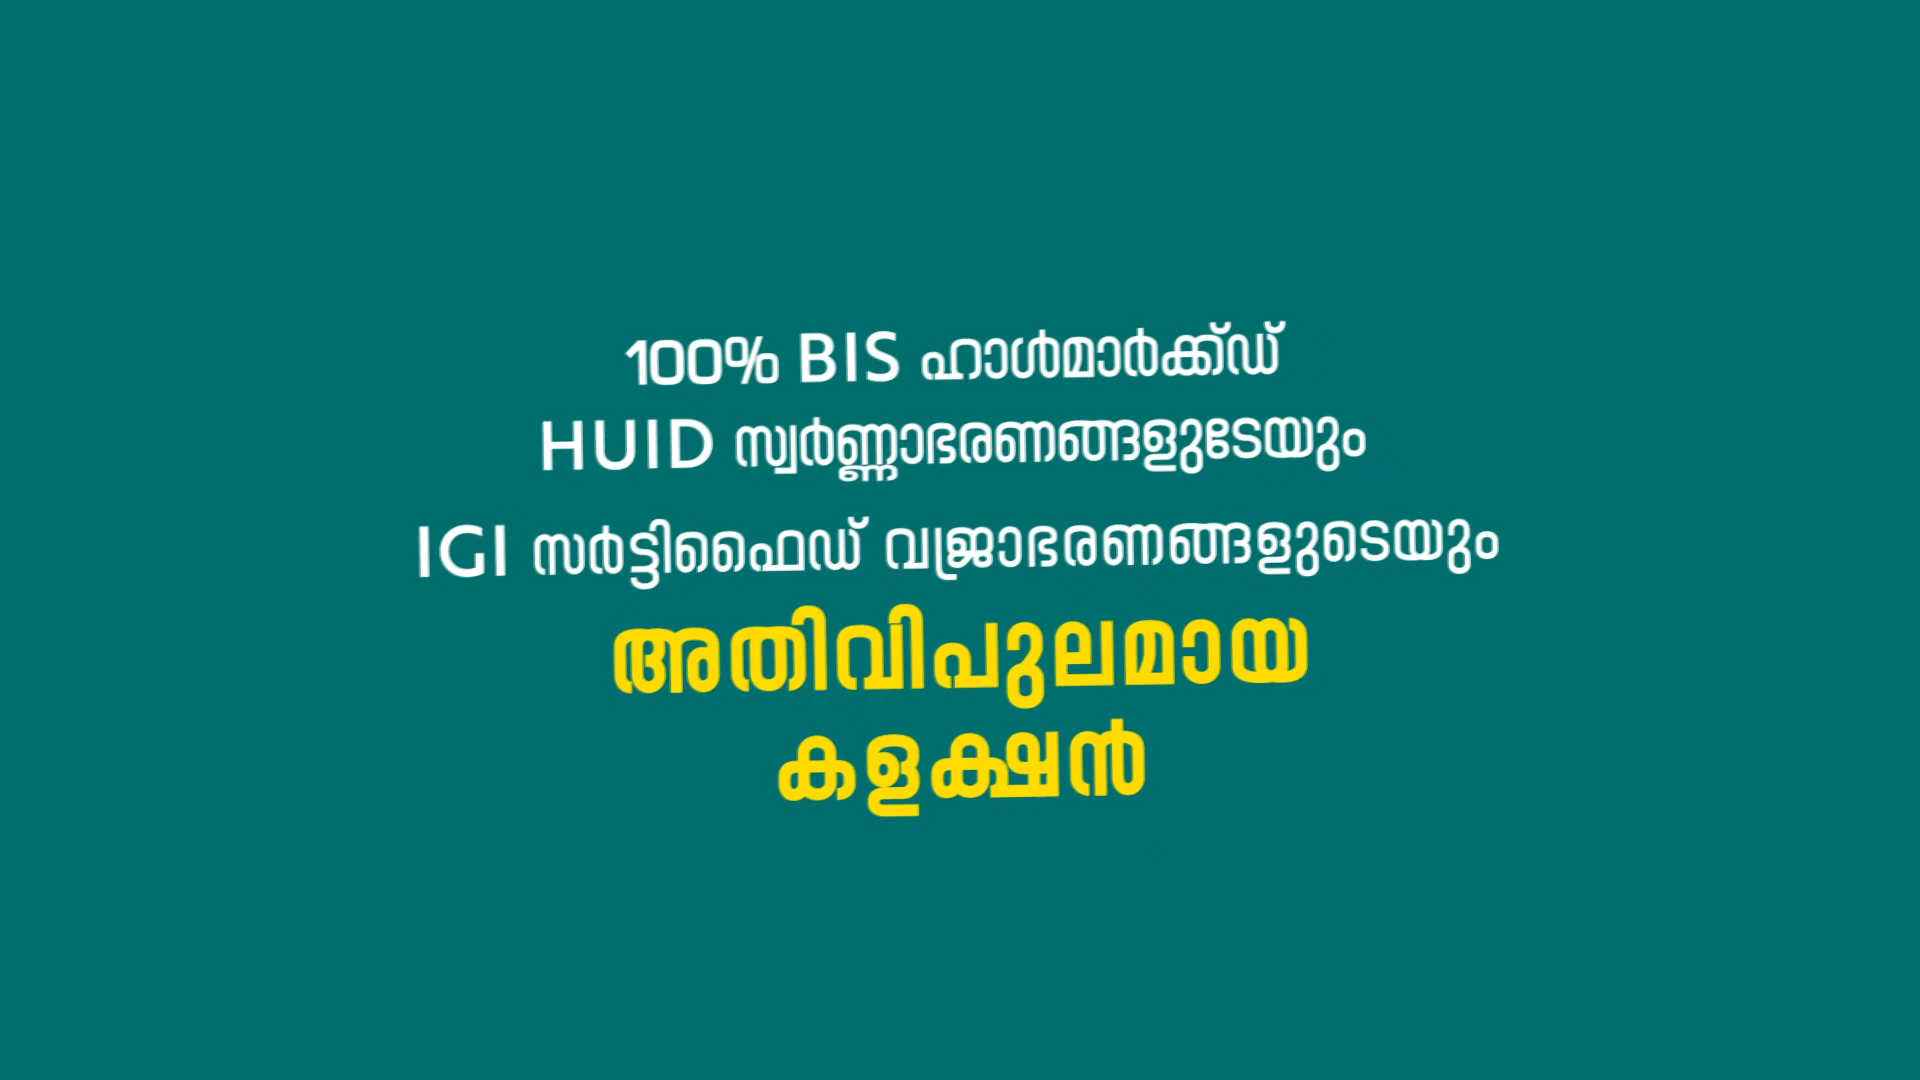 100% BIS ഹാൾമാർക്ക്ഡ്
HUID സ്വർണ്ണാഭരണങ്ങളുടേയും
IGI സർട്ടിഫൈഡ് വജ്രാഭരണങ്ങളുടെയും
അതിവിപുലമായ
കളക്ഷൻ